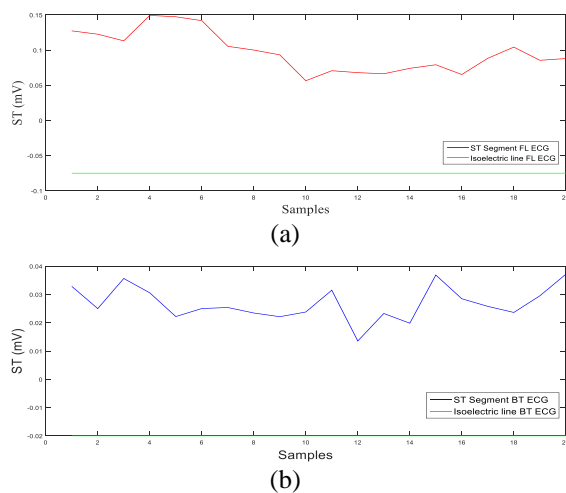 0.15
0.1
0.05
0
-0.05
-0.1
ST (mV)
ST Segment FL ECG
Isoelectric line FL ECG
0 2 4 6 8 10 12 14 16 18 2
Samples
(a)
0.04
0.03
0.02
0.01
0
-0.01
-0.02
ST (mV)
ST Segment BT ECG
Isoelectric line BT ECG
0 2 4 6 8 10 12 14 16 18 2
Samples
(b)